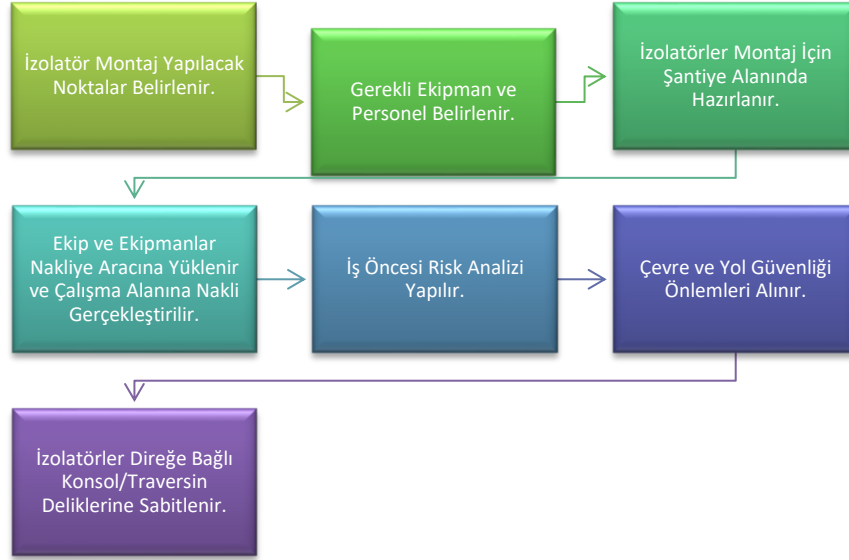 İzolatör Montaj Yapılacak
Noktalar Belirlenir.
Gerekli Ekipman ve
Personel Belirlenir.
İzolatörler Montaj İçin
Şantiye Alanında
Hazırlanır.
Ekip ve Ekipmanlar
Nakliye Aracına Yüklenir
ve Çalışma Alanına Nakli
Gerçekleştirilir.
İş Öncesi Risk Analizi
Yapılır.
Çevre ve Yol Güvenliği
Önlemleri Alınır.
İzolatörler Direğe Bağlı
Konsol/Traversin
Deliklerine Sabitlenir.